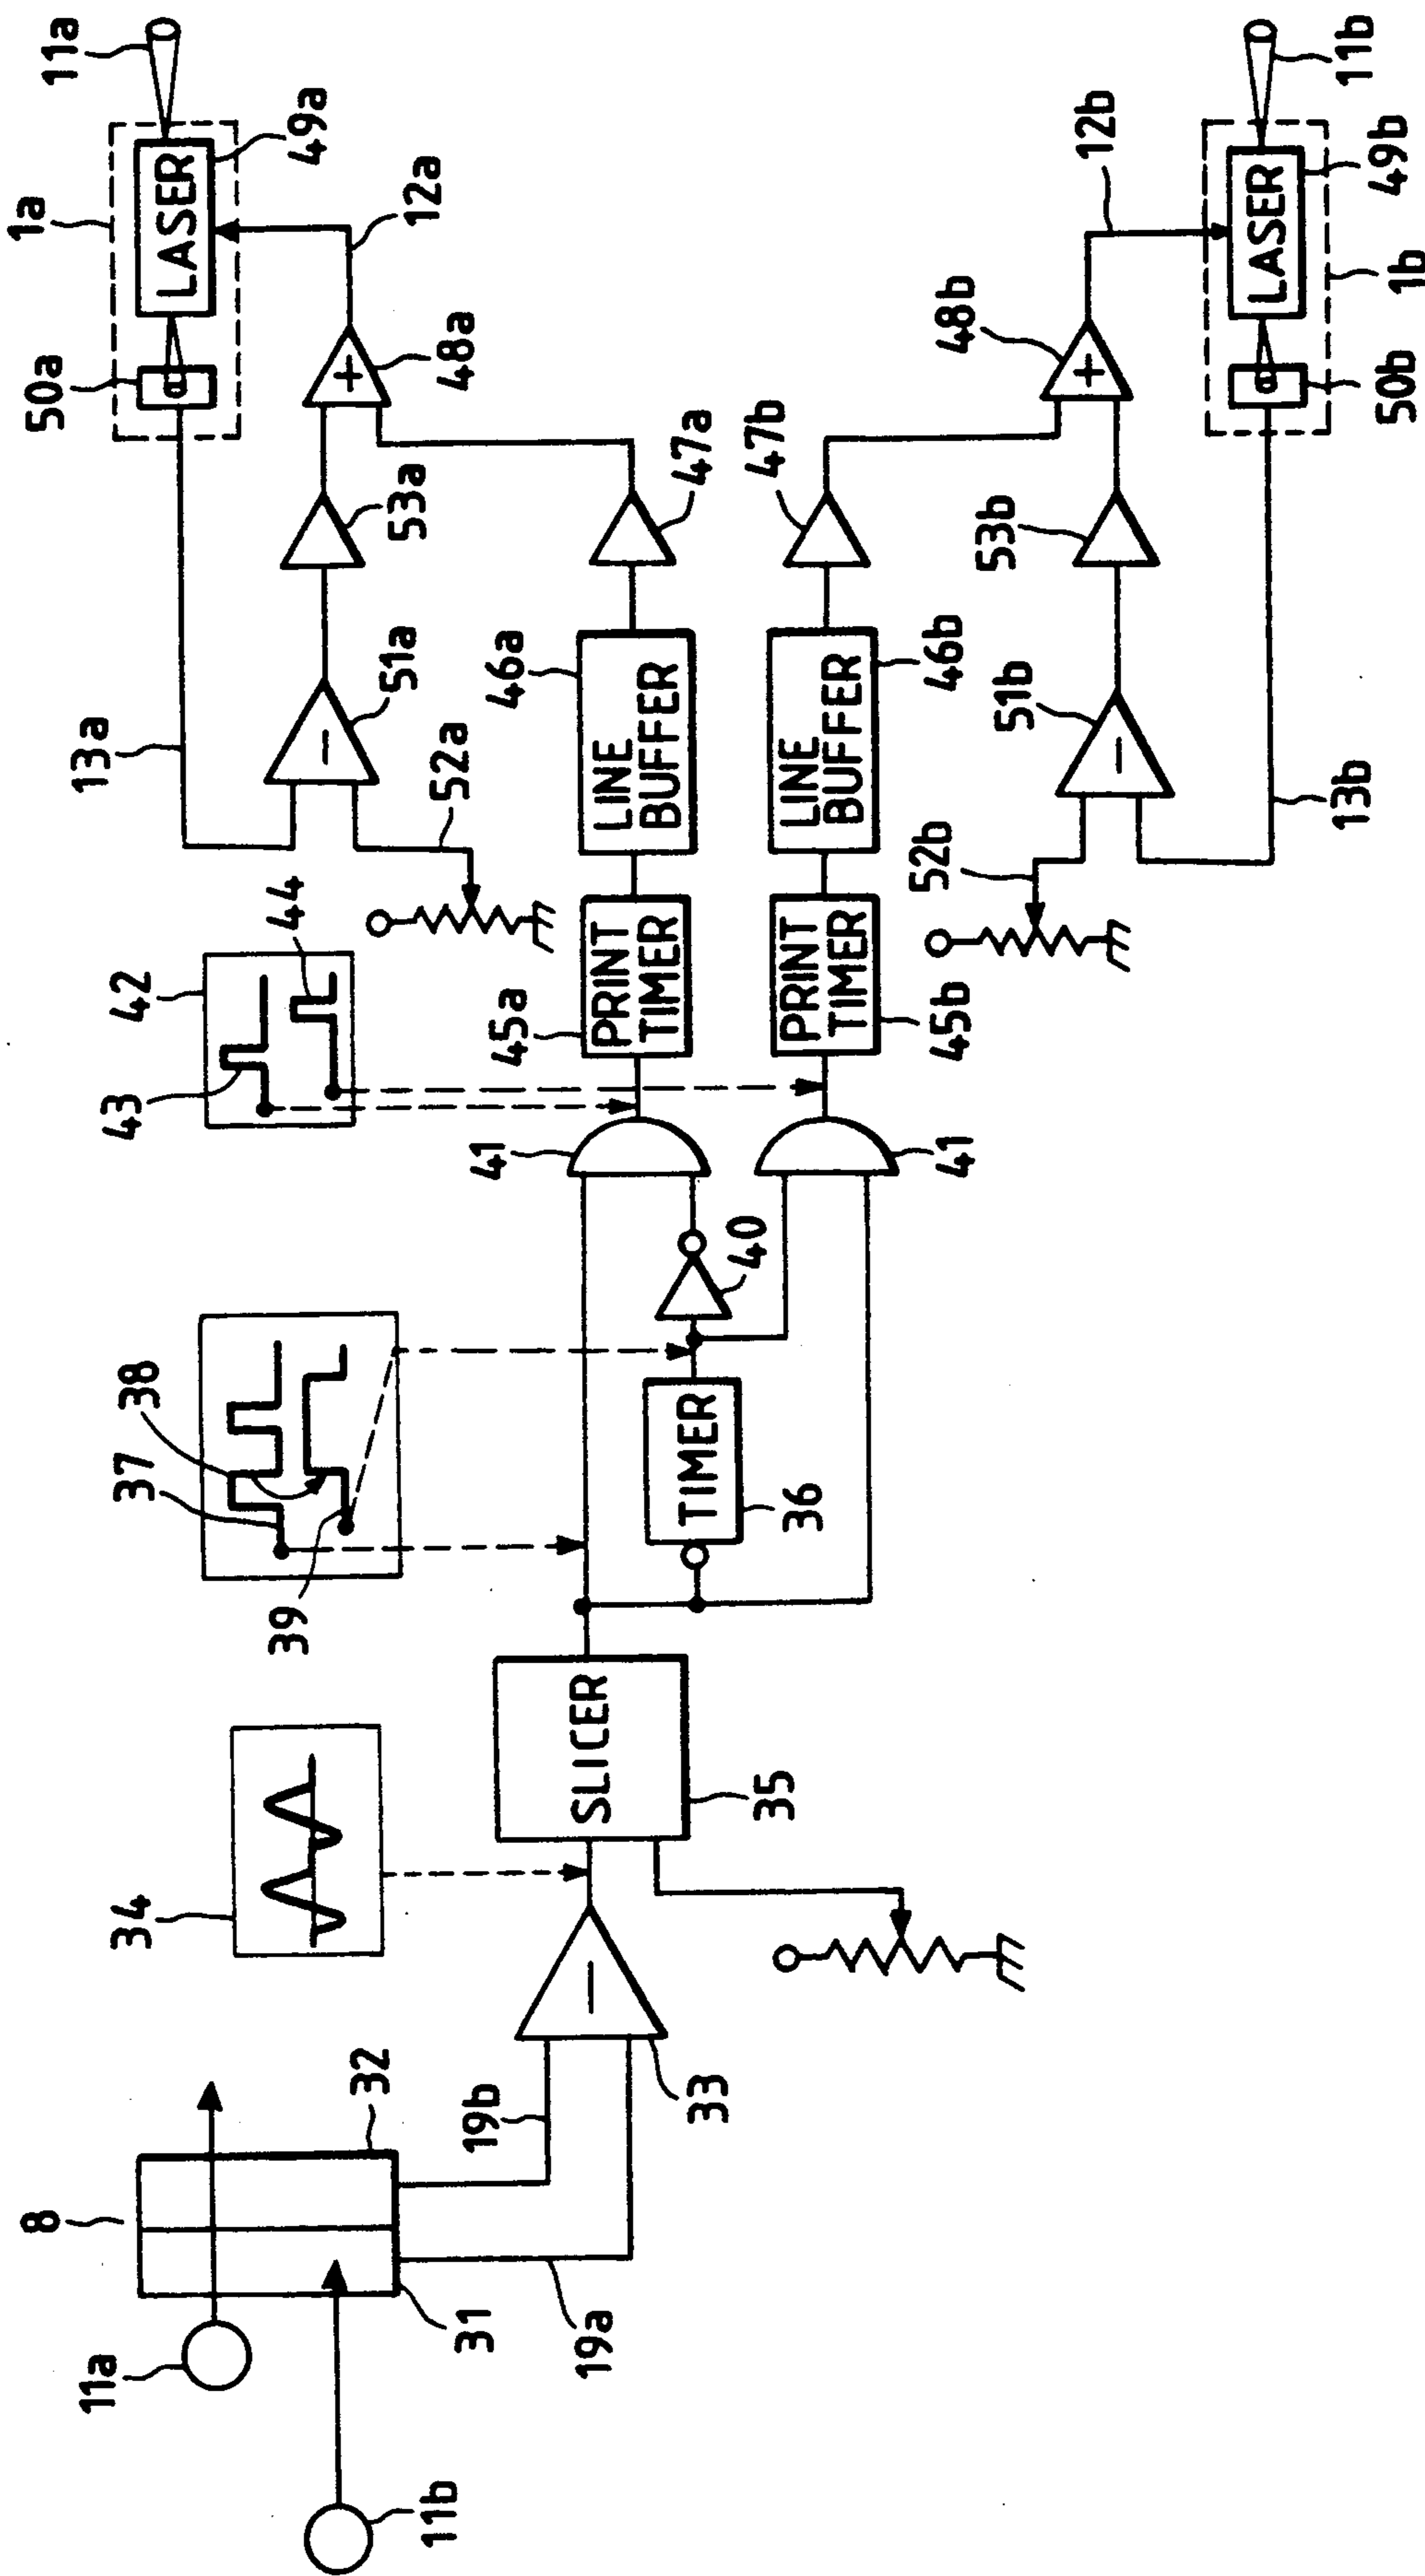 11a
11b
8
31
32
19a
19b
33
34
SLICER
35
37
38
39
TIMER
36
40
41
41
42
43
44
PRINT
TIMER
45a
PRINT
TIMER
45b
LINE
BUFFER
46a
LINE
BUFFER
46b
47a
47b
13a
51a
52a
53a
48a
12a
1a
50a
LASER
49a
11a
52b
51b
13b
53b
48b
12b
50b
LASER
49b
1b
11b